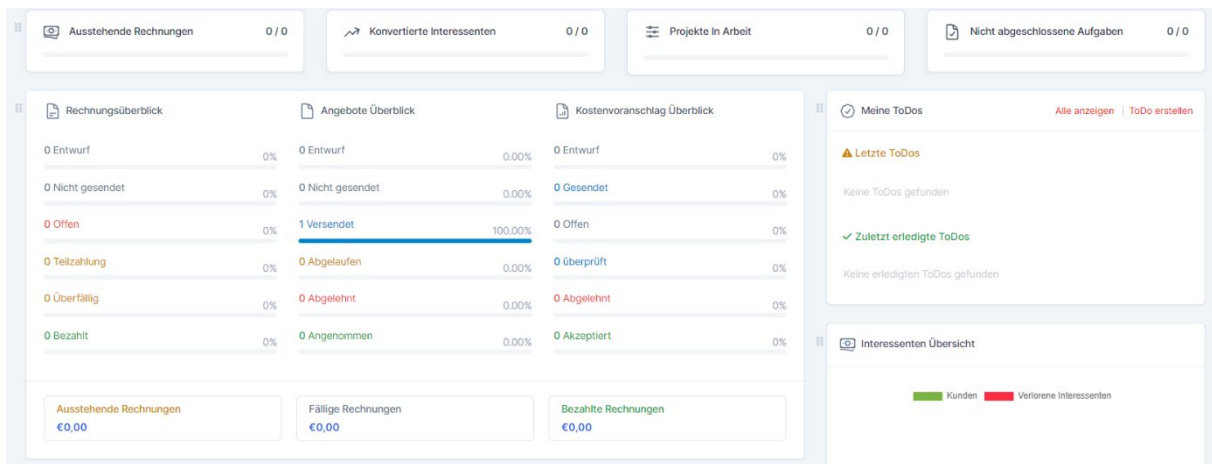 Ausstehende Rechnungen 0 / 0
Konvertierte Interessenten 0 / 0
Projekte In Arbeit 0 / 0
Nicht abgeschlossene Aufgaben 0 / 0
Rechnungsüberblick
0 Entwurf 0%
0 Nicht gesendet 0%
0 Offen 0%
0 Teilzahlung 0%
0 Überfällig 0%
0 Bezahlt 0%
Angebote Überblick
0 Entwurf 0.00%
0 Nicht gesendet 0.00%
1 Versendet 100.00%
0 Abgelaufen 0.00%
0 Abgelehnt 0.00%
0 Angenommen 0.00%
Kostenvoranschlag Überblick
0 Entwurf 0%
0 Gesendet 0%
0 Offen 0%
0 überprüft 0%
0 Abgelehnt 0%
0 Akzeptiert 0%
Ausstehende Rechnungen
€0,00
Fällige Rechnungen
€0,00
Bezahlte Rechnungen
€0,00
Meine ToDos Alle anzeigen ToDo erstellen
Letzte ToDos
Keine ToDos gefunden
Zuletzt erledigte ToDos
Keine erledigten ToDos gefunden
Interessenten Übersicht
Kunden Verlorene Interessenten